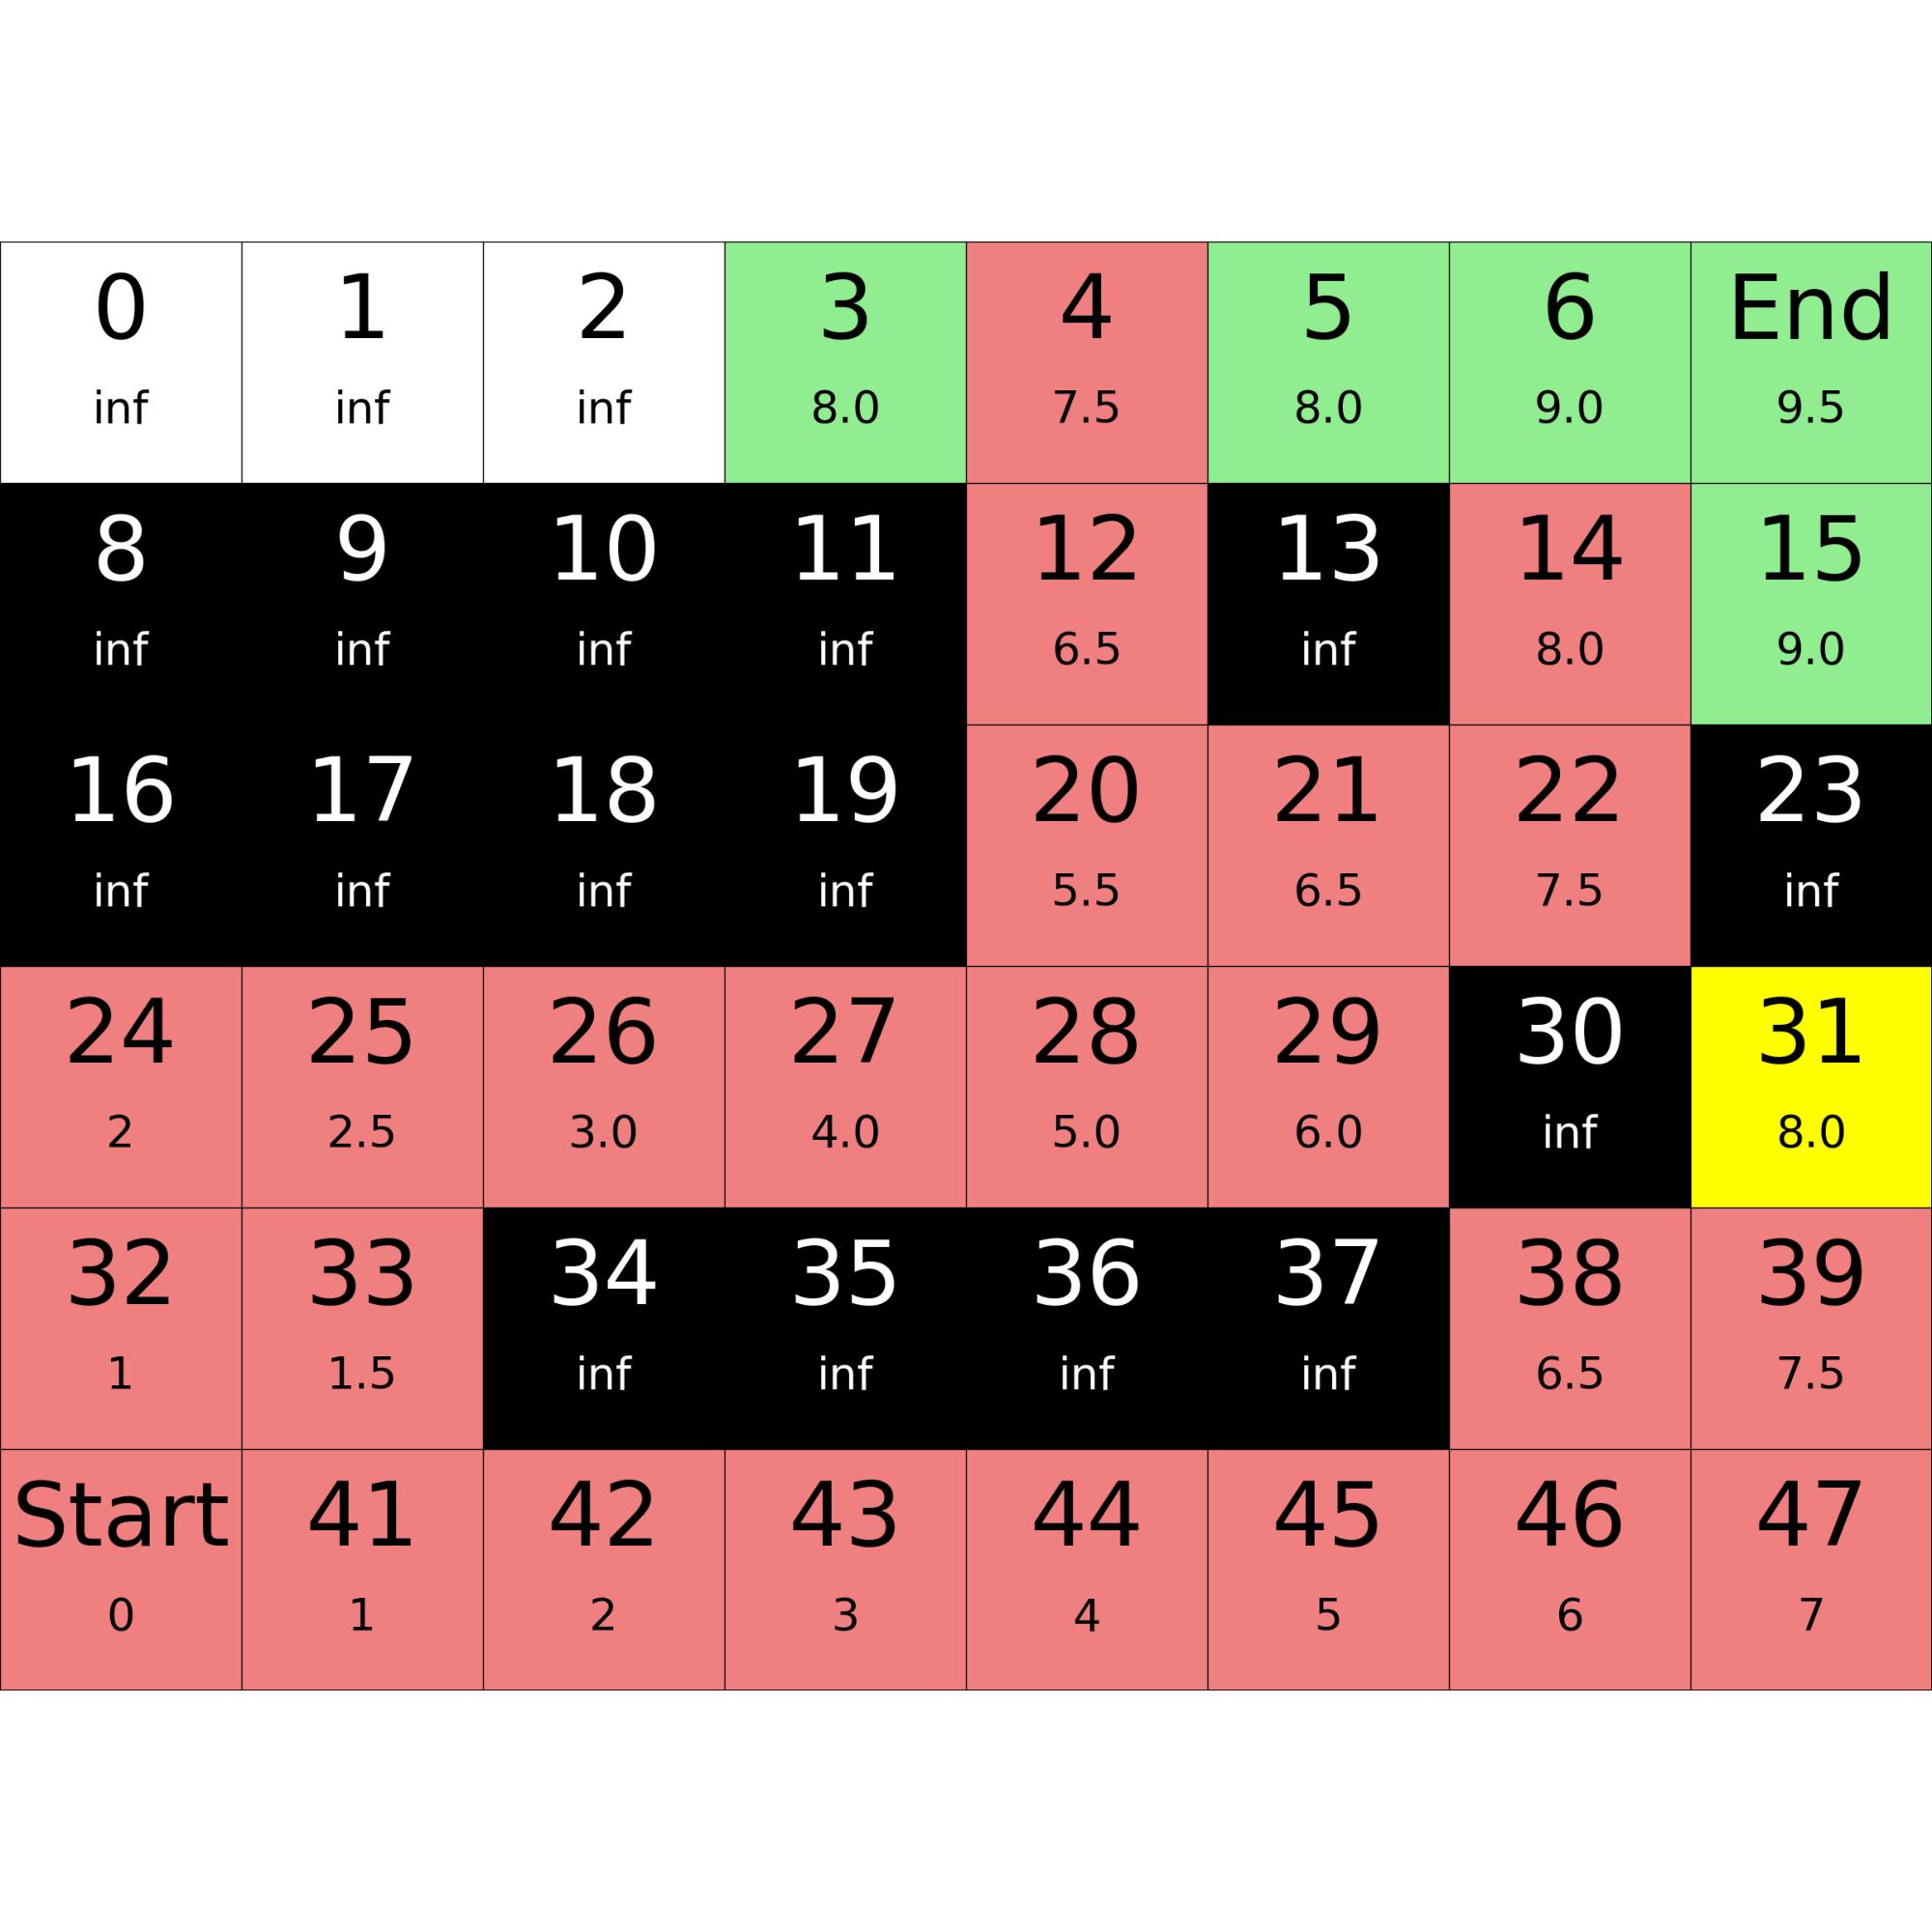 0 1 2 3 4 5 6 End
inf inf inf 8.0 7.5 8.0 9.0 9.5
8 9 10 11 12 13 14 15
inf inf inf inf 6.5 inf 8.0 9.0
16 17 18 19 20 21 22 23
inf inf inf inf 5.5 6.5 7.5 inf
24 25 26 27 28 29 30 31
2 2.5 3.0 4.0 5.0 6.0 inf 8.0
32 33 34 35 36 37 38 39
1 1.5 inf inf inf inf 6.5 7.5
Start 41 42 43 44 45 46 47
0 1 2 3 4 5 6 7